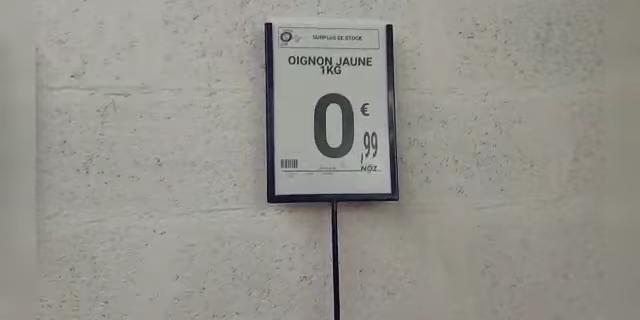 SURPLUS DE STOCK
OIGNON JAUNE
1KG
0€
,99
NOZ